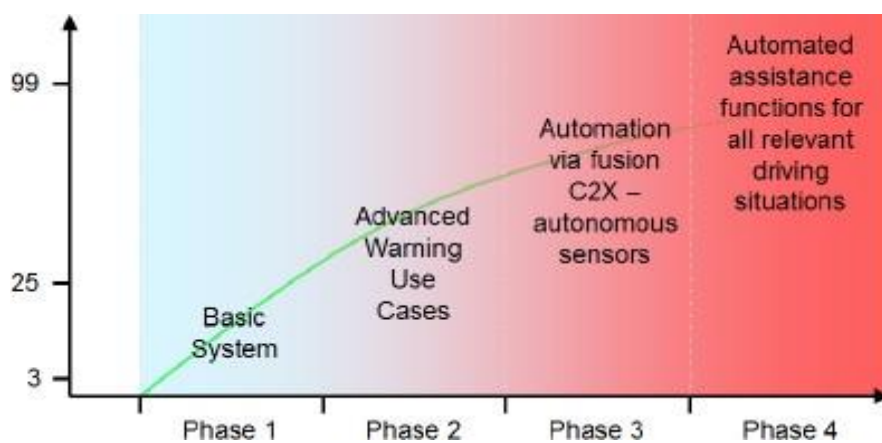 99
25
3
Basic
System
Advanced
Warning
Use
Cases
Automation
via fusion
C2X –
autonomous
sensors
Automated
assistance
functions for
all relevant
driving
situations
Phase 1
Phase 2
Phase 3
Phase 4